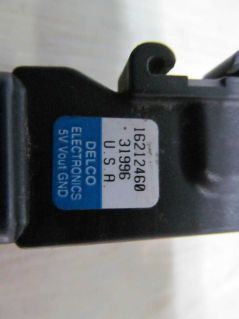 16212460
. 31996
U.S.A
DELCO
ELECTRONICS
5V Vout GND